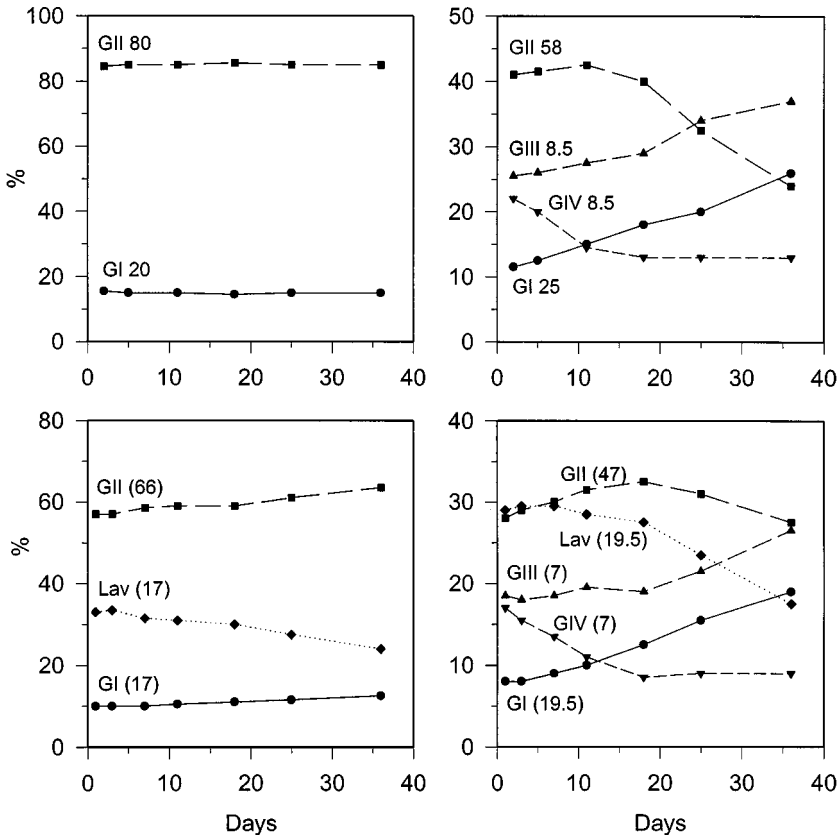 100
80
60
40
20
0
%
GII 80
GI 20
0 10 20 30 40
50
40
30
20
10
0
GII 58
GIII 8.5
GIV 8.5
GI 25
0 10 20 30 40
80
60
40
20
0
%
GII (66)
Lav (17)
GI (17)
0 10 20 30 40
Days
40
30
20
10
0
GII (47)
Lav (19.5)
GIII (7)
GIV (7)
GI (19.5)
0 10 20 30 40
Days